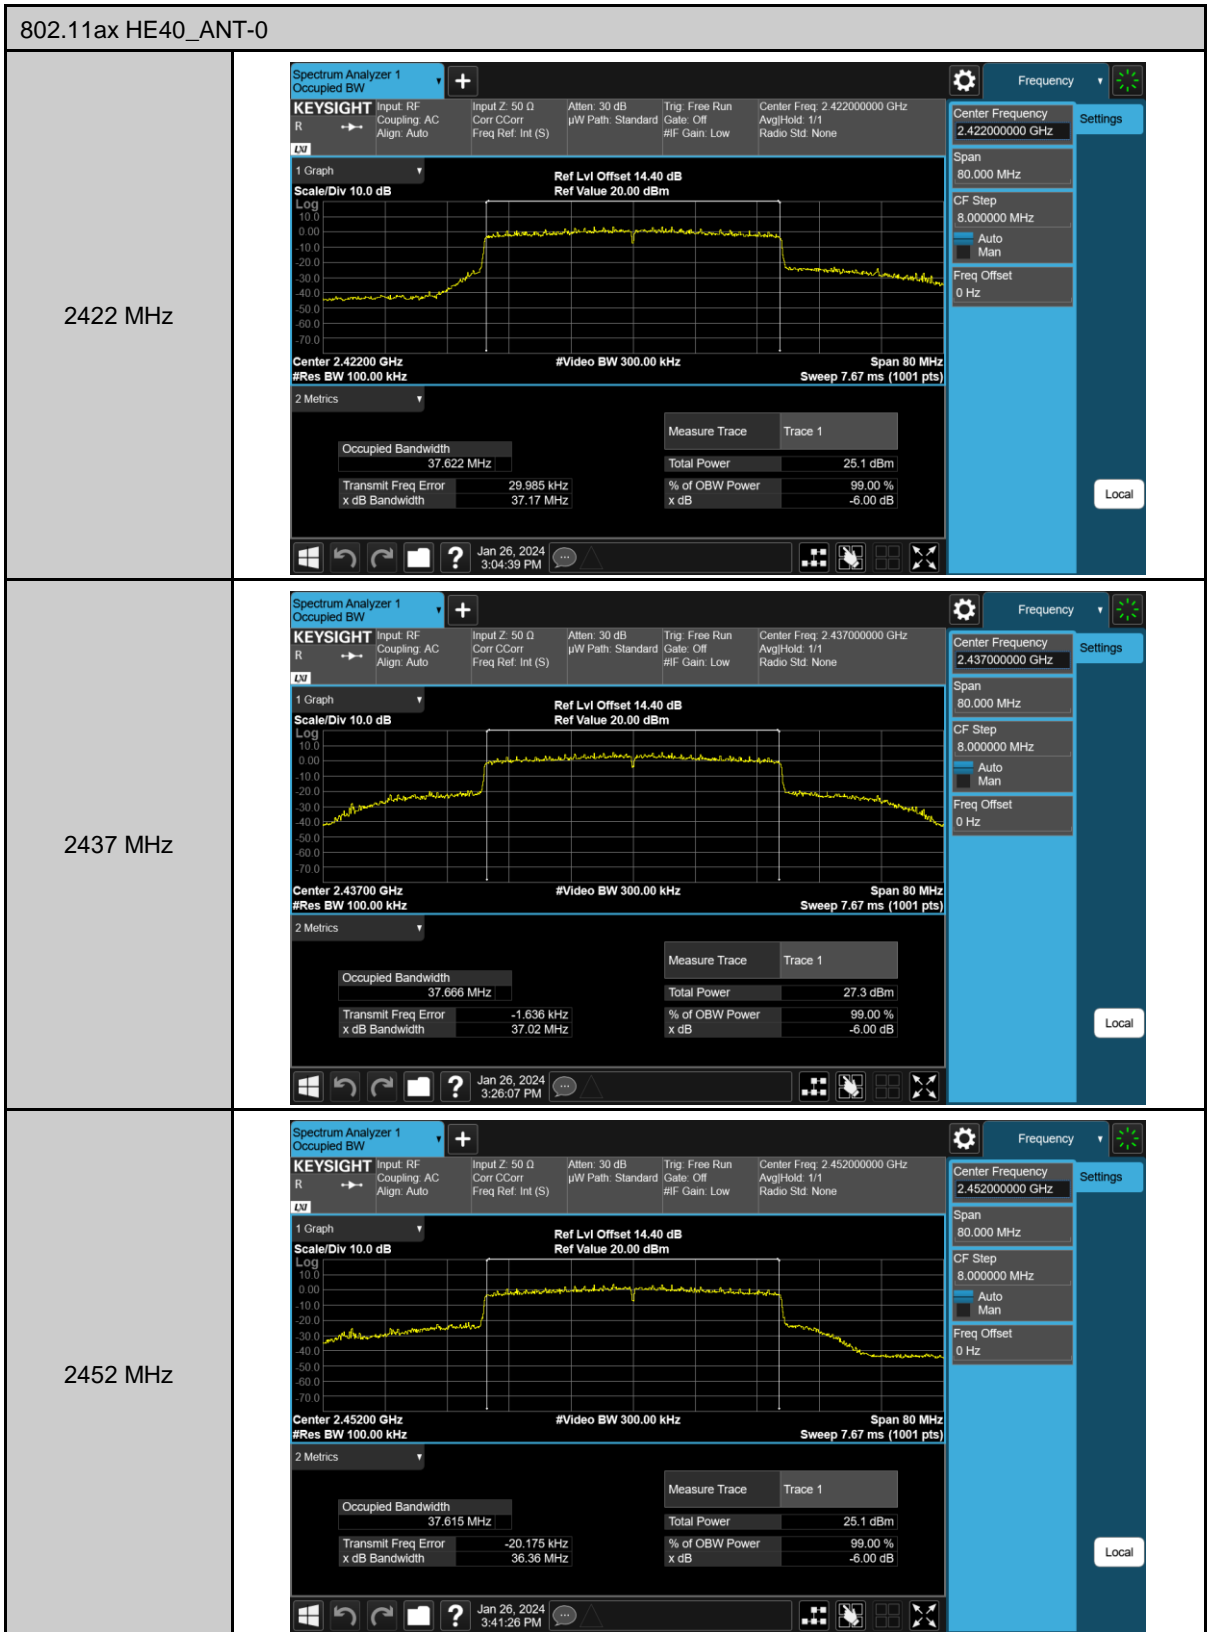 802.11ax HE40_ANT-0
2422 MHz
Spectrum Analyzer 1
Occupied BW
Frequency
KEYSIGHT
R
LXI
Input: RF
Coupling: AC
Align: Auto
Input Z: 50 Ω
Corr CCorr
Freq Ref: Int (S)
Atten: 30 dB
µW Path: Standard
Trig: Free Run
Gate: Off
#IF Gain: Low
Center Freq: 2.422000000 GHz
Avg|Hold: 1/1
Radio Std: None
Center Frequency
2.422000000 GHz
Settings
Span
80.000 MHz
CF Step
8.000000 MHz
Auto
Man
Freq Offset
0 Hz
Local
1 Graph
Scale/Div 10.0 dB
Ref Lvl Offset 14.40 dB
Ref Value 20.00 dBm
Log
10.0
0.00
-10.0
-20.0
-30.0
-40.0
-50.0
-60.0
-70.0
Center 2.42200 GHz
#Video BW 300.00 kHz
Span 80 MHz
#Res BW 100.00 kHz
Sweep 7.67 ms (1001 pts)
2 Metrics
Measure Trace Trace 1
Occupied Bandwidth
37.622 MHz
Total Power 25.1 dBm
Transmit Freq Error 29.985 kHz
% of OBW Power 99.00 %
x dB Bandwidth 37.17 MHz
x dB -6.00 dB
?
Jan 26, 2024
3:04:39 PM
2437 MHz
Spectrum Analyzer 1
Occupied BW
Frequency
KEYSIGHT
R
LXI
Input: RF
Coupling: AC
Align: Auto
Input Z: 50 Ω
Corr CCorr
Freq Ref: Int (S)
Atten: 30 dB
µW Path: Standard
Trig: Free Run
Gate: Off
#IF Gain: Low
Center Freq: 2.437000000 GHz
Avg|Hold: 1/1
Radio Std: None
Center Frequency
2.437000000 GHz
Settings
Span
80.000 MHz
CF Step
8.000000 MHz
Auto
Man
Freq Offset
0 Hz
Local
1 Graph
Scale/Div 10.0 dB
Ref Lvl Offset 14.40 dB
Ref Value 20.00 dBm
Log
10.0
0.00
-10.0
-20.0
-30.0
-40.0
-50.0
-60.0
-70.0
Center 2.43700 GHz
#Video BW 300.00 kHz
Span 80 MHz
#Res BW 100.00 kHz
Sweep 7.67 ms (1001 pts)
2 Metrics
Measure Trace Trace 1
Occupied Bandwidth
37.666 MHz
Total Power 27.3 dBm
Transmit Freq Error -1.636 kHz
% of OBW Power 99.00 %
x dB Bandwidth 37.02 MHz
x dB -6.00 dB
?
Jan 26, 2024
3:26:07 PM
2452 MHz
Spectrum Analyzer 1
Occupied BW
Frequency
KEYSIGHT
R
LXI
Input: RF
Coupling: AC
Align: Auto
Input Z: 50 Ω
Corr CCorr
Freq Ref: Int (S)
Atten: 30 dB
µW Path: Standard
Trig: Free Run
Gate: Off
#IF Gain: Low
Center Freq: 2.452000000 GHz
Avg|Hold: 1/1
Radio Std: None
Center Frequency
2.452000000 GHz
Settings
Span
80.000 MHz
CF Step
8.000000 MHz
Auto
Man
Freq Offset
0 Hz
Local
1 Graph
Scale/Div 10.0 dB
Ref Lvl Offset 14.40 dB
Ref Value 20.00 dBm
Log
10.0
0.00
-10.0
-20.0
-30.0
-40.0
-50.0
-60.0
-70.0
Center 2.45200 GHz
#Video BW 300.00 kHz
Span 80 MHz
#Res BW 100.00 kHz
Sweep 7.67 ms (1001 pts)
2 Metrics
Measure Trace Trace 1
Occupied Bandwidth
37.615 MHz
Total Power 25.1 dBm
Transmit Freq Error -20.175 kHz
% of OBW Power 99.00 %
x dB Bandwidth 36.36 MHz
x dB -6.00 dB
?
Jan 26, 2024
3:41:26 PM